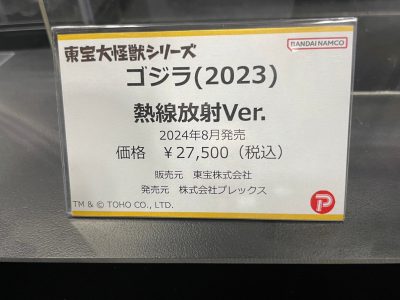 東宝大怪獣シリーズ
BANDAI NAMCO
ゴジラ(2023)
熱線放射Ver.
2024年8月発売
価格 ¥27,500(税込)
販売元 東宝株式会社
発売元 株式会社プレックス
TM & © TOHO CO., LTD.
P